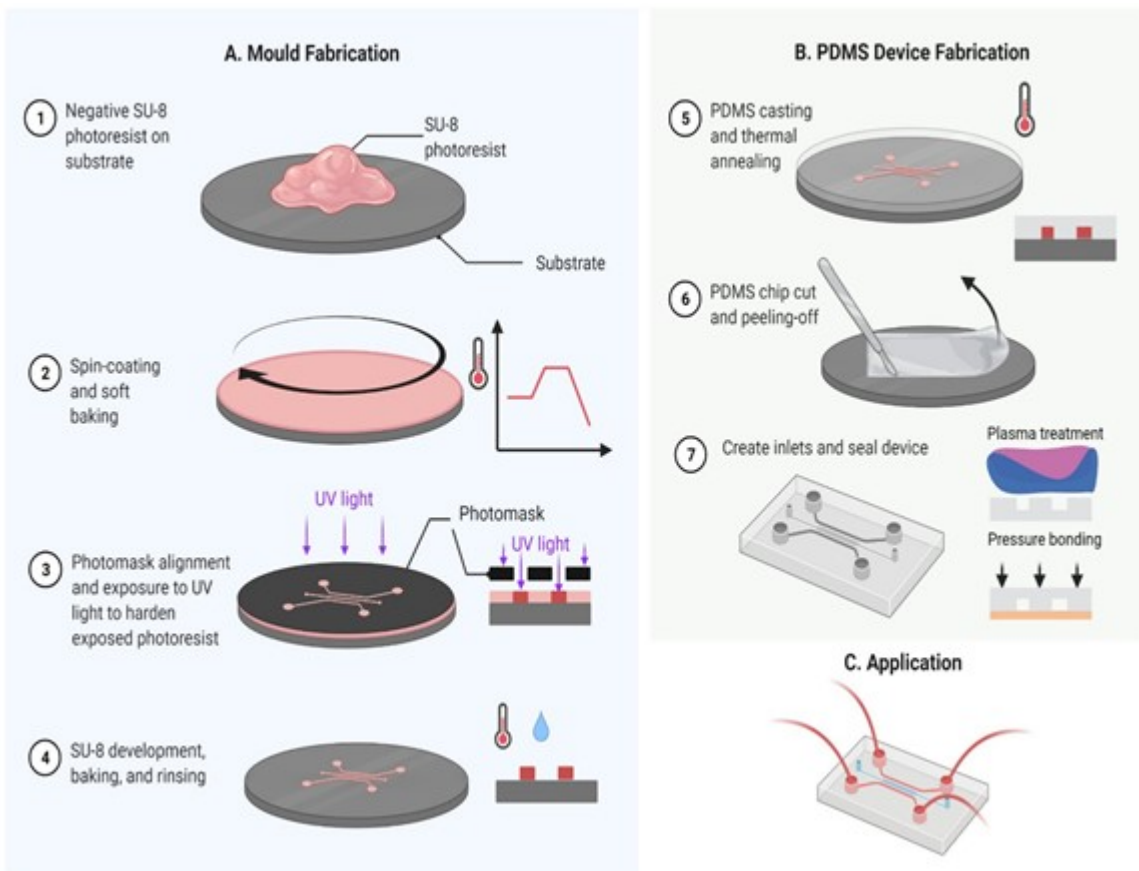 A. Mould Fabrication
1
Negative SU-8
photoresist on
substrate
SU-8
photoresist
Substrate
2
Spin-coating
and soft
baking
UV light
Photomask
UV light
3
Photomask alignment
and exposure to UV
light to harden
exposed photoresist
4
SU-8 development,
baking, and rinsing
B. PDMS Device Fabrication
5
PDMS casting
and thermal
annealing
6
PDMS chip cut
and peeling-off
7
Create inlets and seal device
Plasma treatment
Pressure bonding
C. Application